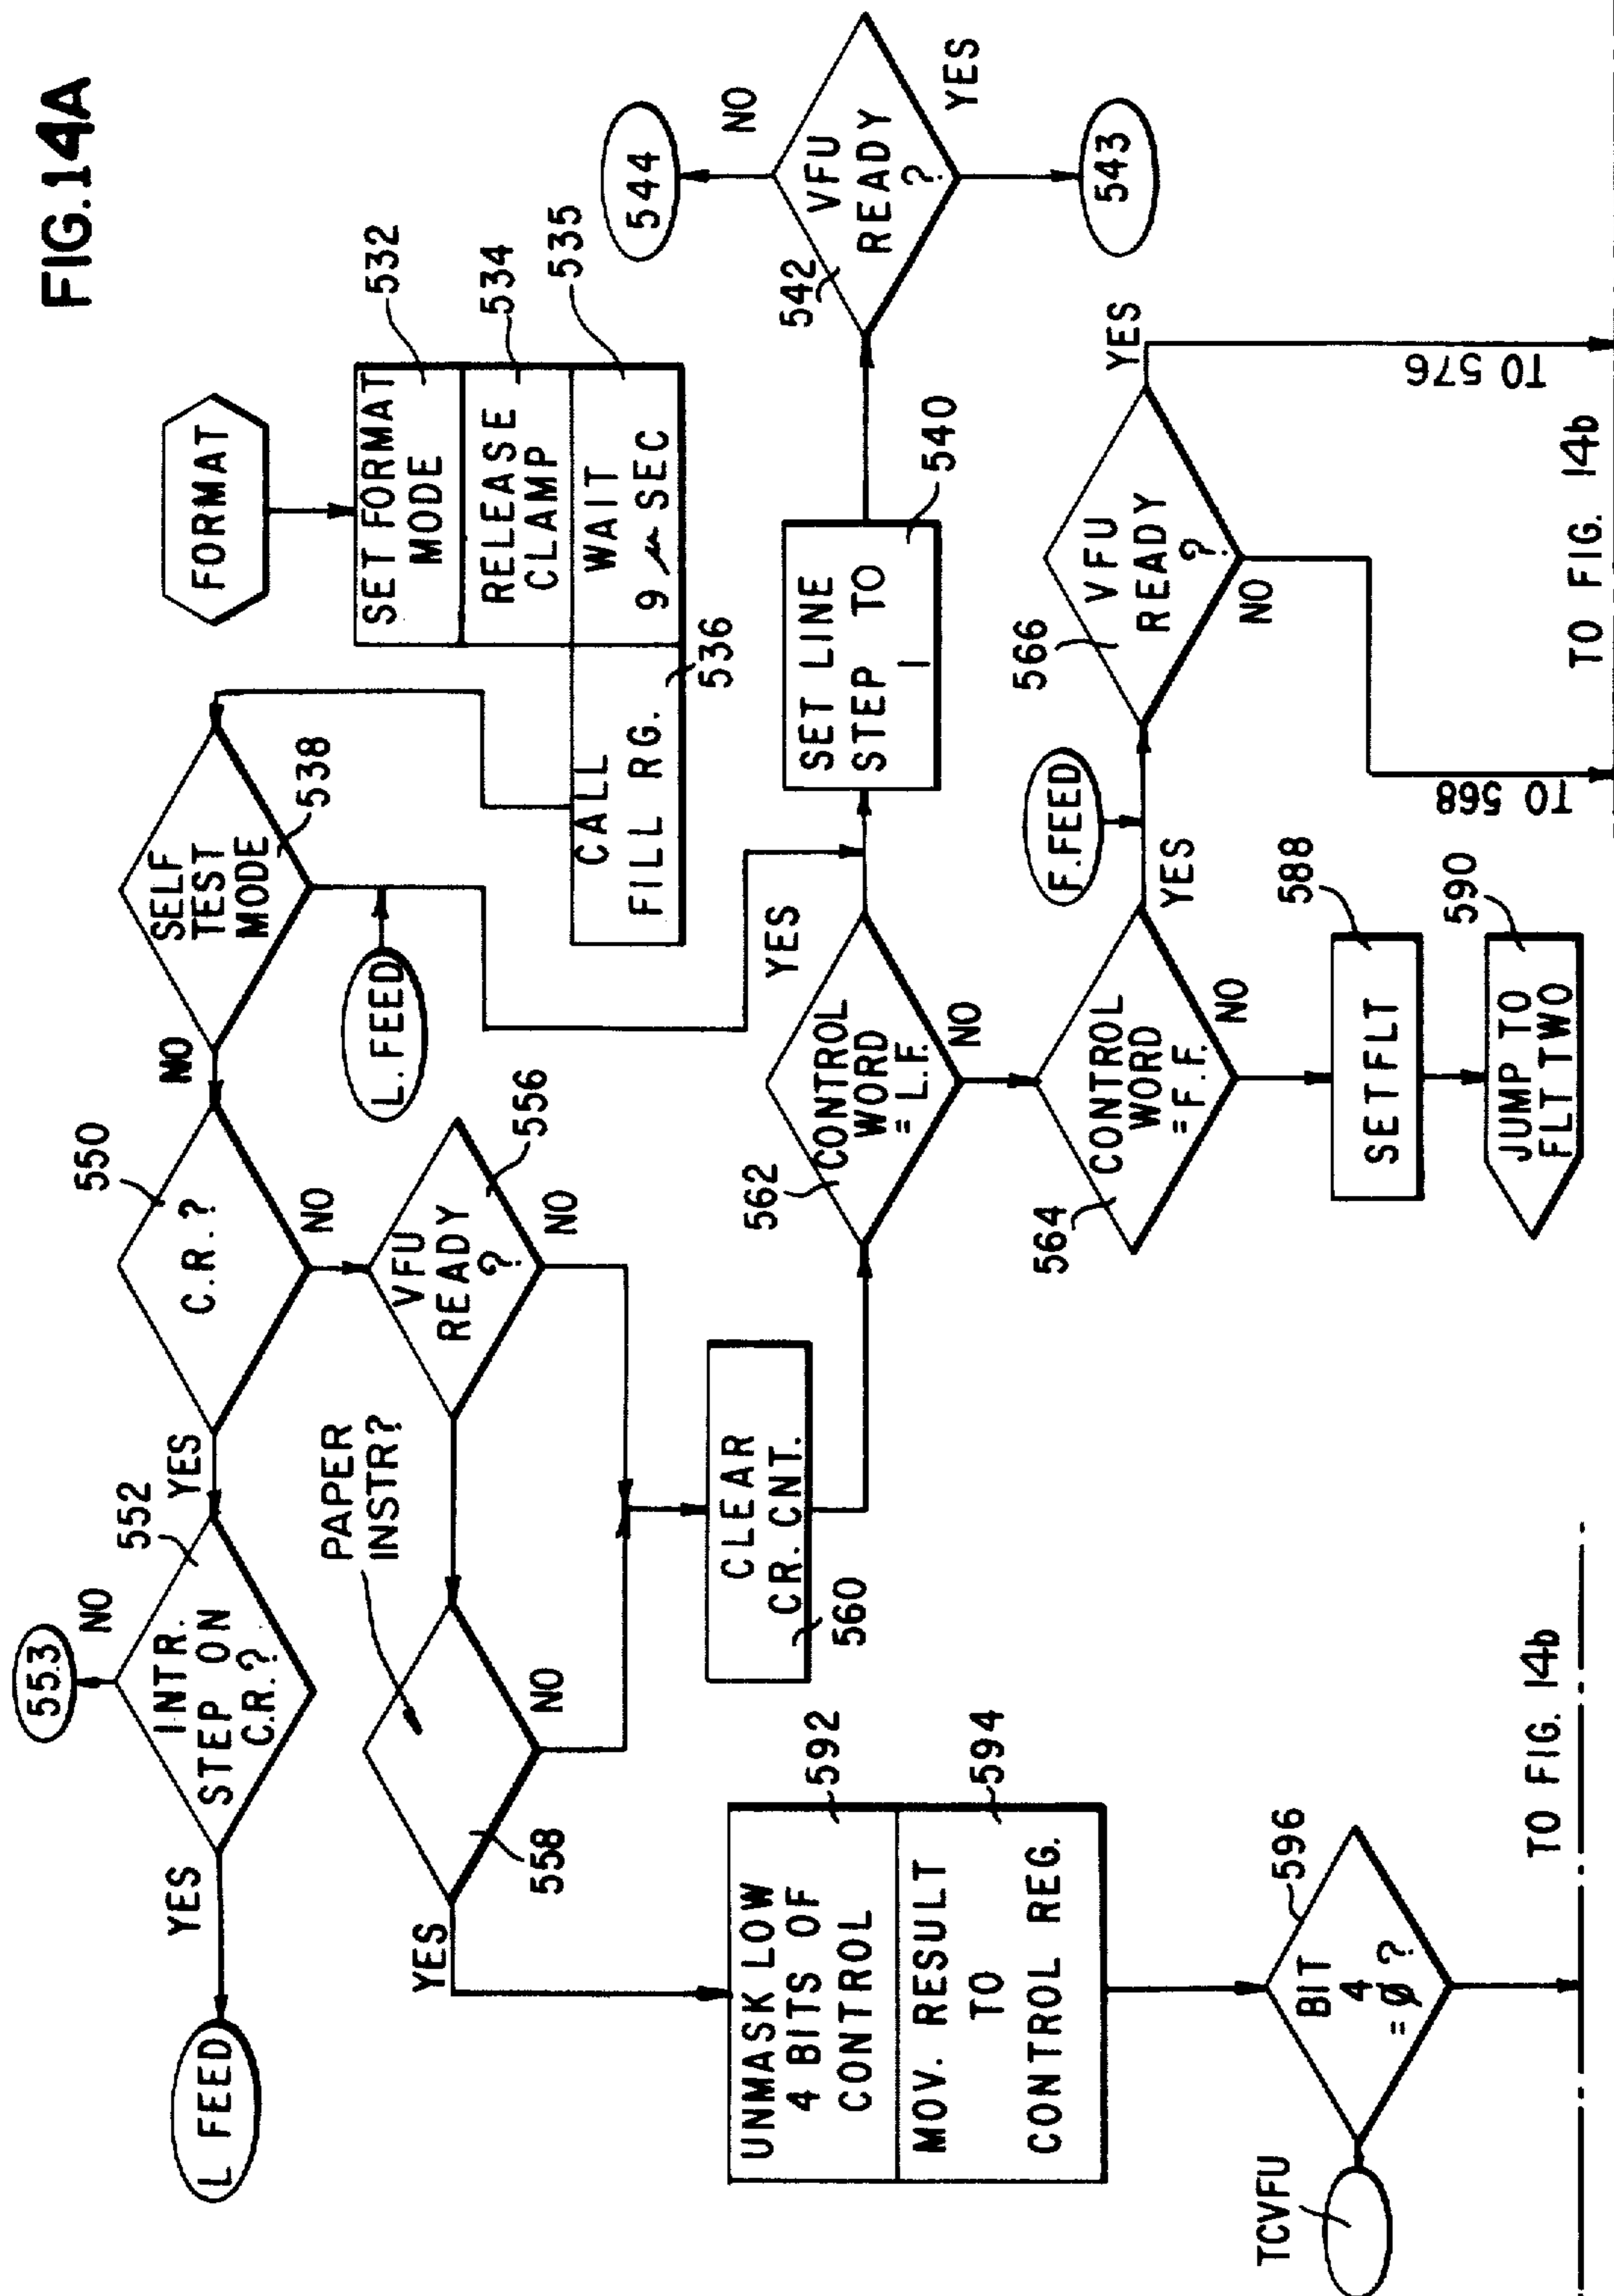 FIG.14A
FORMAT
SET FORMAT
MODE
532
RELEASE
CLAMP
534
WAIT
9 μ SEC
535
CALL
FILL RG.
536
SELF
TEST
MODE
538
NO
L.FEED
C.R.?
550
YES
NO
INTR.
STEP ON
C.R.?
552
NO
553
YES
L FEED
VFU
READY
?
556
NO
PAPER
INSTR?
558
NO
YES
CLEAR
CR. CNT.
560
CONTROL
WORD
= L.F.
562
YES
NO
SET LINE
STEP TO
1
540
VFU
READY
?
542
NO
544
YES
543
CONTROL
WORD
= F.F.
564
YES
NO
F.FEED
VFU
READY
?
566
YES
TO 576
NO
TO 568
TO FIG. 14b
SETFLT
588
JUMP TO
FLT TWO
590
UNMASK LOW
4 BITS OF
CONTROL
592
MOV. RESULT
TO
CONTROL REG.
594
BIT
4
= Ø ?
596
TCVFU
TO FIG. 14b